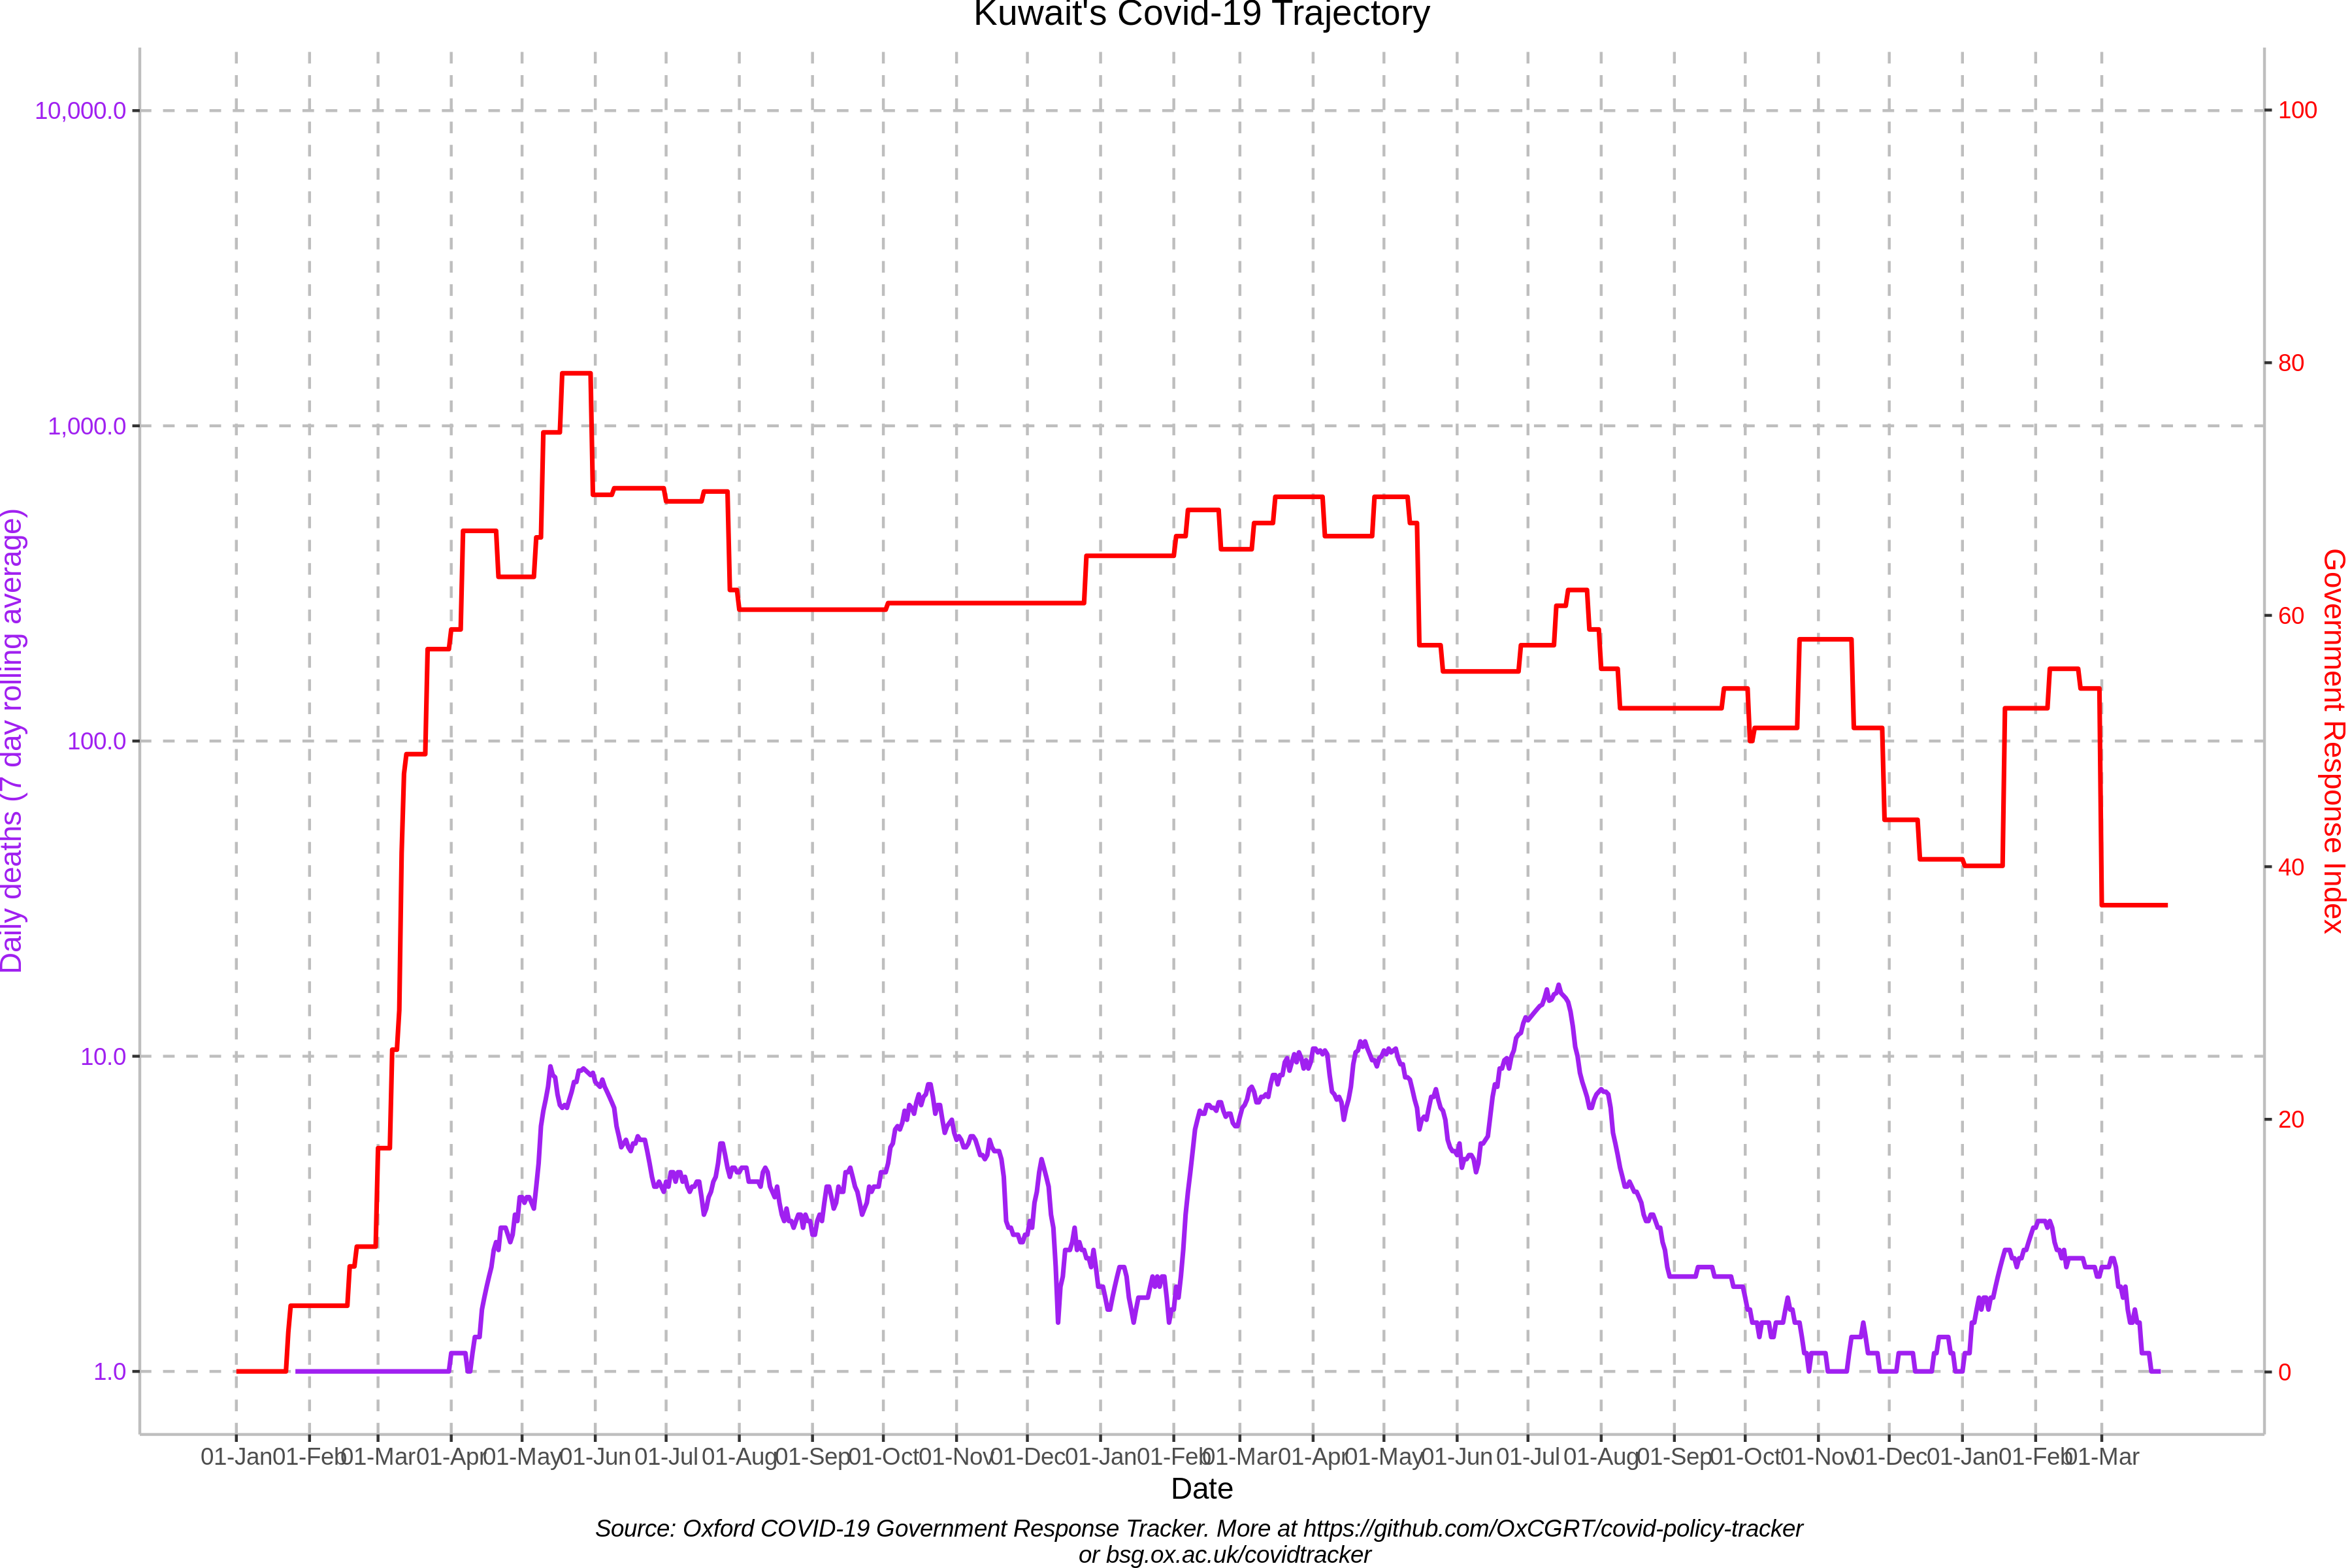 Kuwait's Covid-19 Trajectory
10,000.0
1,000.0
100.0
10.0
1.0
Daily deaths (7 day rolling average)
100
80
60
40
20
0
Government Response Index
01-Jan 01-Feb 01-Mar 01-Apr 01-May 01-Jun 01-Jul 01-Aug 01-Sep 01-Oct 01-Nov 01-Dec 01-Jan 01-Feb 01-Mar 01-Apr 01-May 01-Jun 01-Jul 01-Aug 01-Sep 01-Oct 01-Nov 01-Dec 01-Jan 01-Feb 01-Mar
Date
Source: Oxford COVID-19 Government Response Tracker. More at https://github.com/OxCGRT/covid-policy-tracker
or bsg.ox.ac.uk/covidtracker